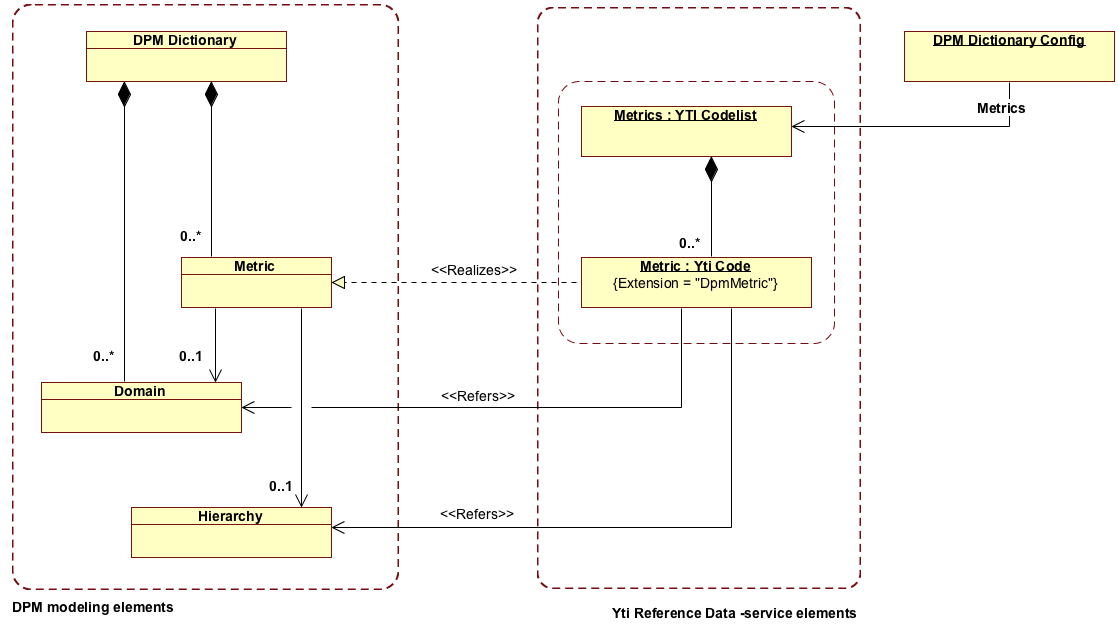 DPM Dictionary
DPM Dictionary Config
Metrics
Metrics : YTI Codelist
0..*
0..*
Metric
<<Realizes>>
Metric : Yti Code
{Extension = "DpmMetric"}
0..*
0..1
Domain
<<Refers>>
0..1
Hierarchy
<<Refers>>
DPM modeling elements
Yti Reference Data -service elements